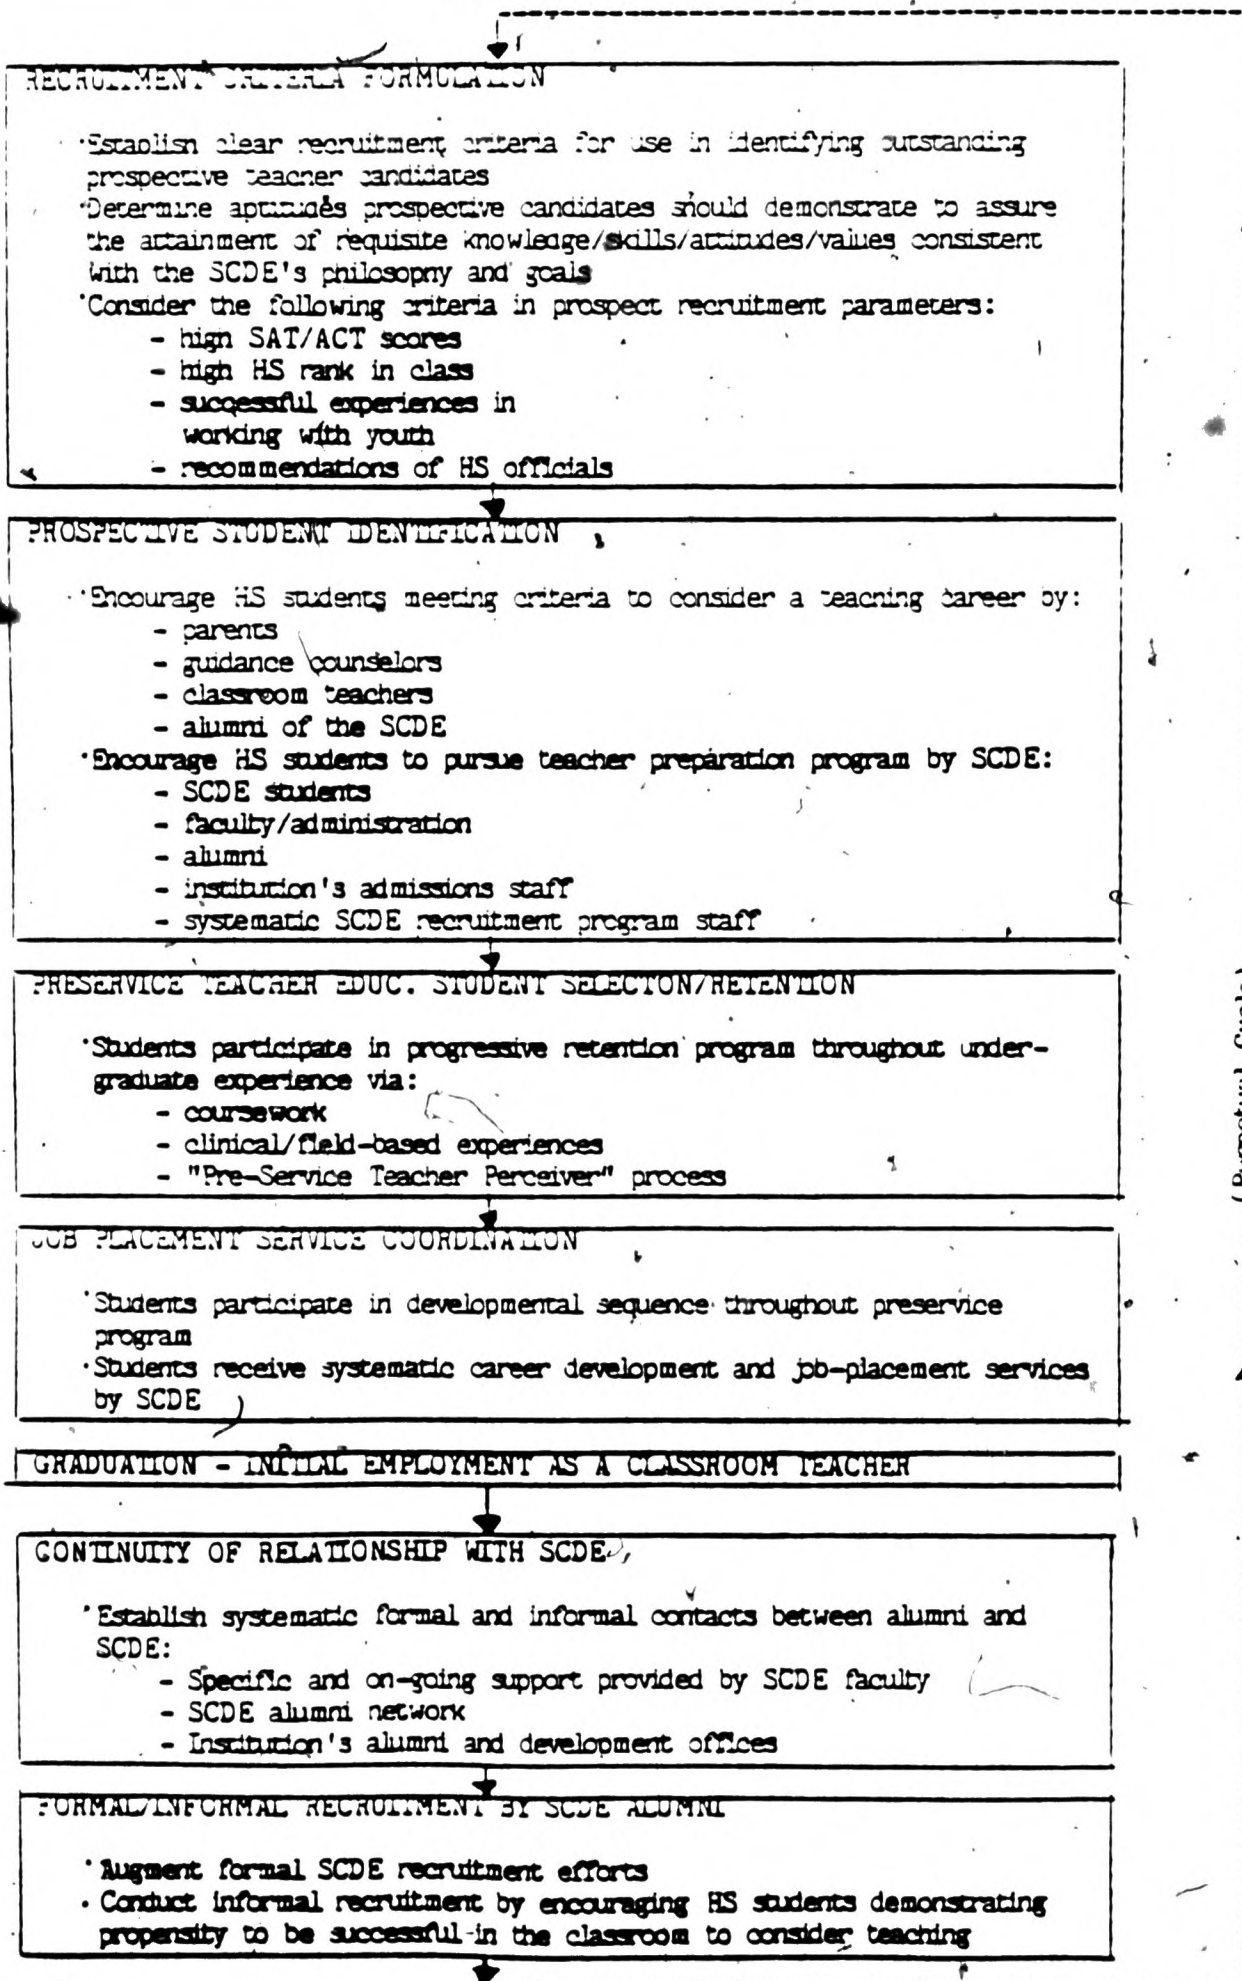 RECRUITMENT CRITERIA FORMULATION
·Establish clear recruitment criteria for use in identifying outstanding
prospective teacher candidates
·Determine aptitudes prospective candidates should demonstrate to assure
the attainment of requisite knowledge/skills/attitudes/values consistent
with the SCDE's philosophy and goals
·Consider the following criteria in prospect recruitment parameters:
- high SAT/ACT scores
- high HS rank in class
- successful experiences in
working with youth
- recommendations of HS officials
PROSPECTIVE STUDENT IDENTIFICATION
·Encourage HS students meeting criteria to consider a teaching career by:
- parents
- guidance counselors
- classroom teachers
- alumni of the SCDE
·Encourage HS students to pursue teacher preparation program by SCDE:
- SCDE students
- faculty/administration
- alumni
- institution's admissions staff
- systematic SCDE recruitment program staff
PRESERVICE TEACHER EDUC. STUDENT SELECTON/RETENTION
·Students participate in progressive retention program throughout under-
graduate experience via:
- coursework
- clinical/field-based experiences
- "Pre-Service Teacher Perceiver" process
JOB PLACEMENT SERVICE COORDINATION
·Students participate in developmental sequence throughout preservice
program
·Students receive systematic career development and job-placement services
by SCDE
GRADUATION - INITIAL EMPLOYMENT AS A CLASSROOM TEACHER
CONTINUITY OF RELATIONSHIP WITH SCDE
·Establish systematic formal and informal contacts between alumni and
SCDE:
- Specific and on-going support provided by SCDE faculty
- SCDE alumni network
- Institution's alumni and development offices
FORMAL/INFORMAL RECRUITMENT BY SCDE ALUMNI
·Augment formal SCDE recruitment efforts
·Conduct informal recruitment by encouraging HS students demonstrating
propensity to be successful in the classroom to consider teaching